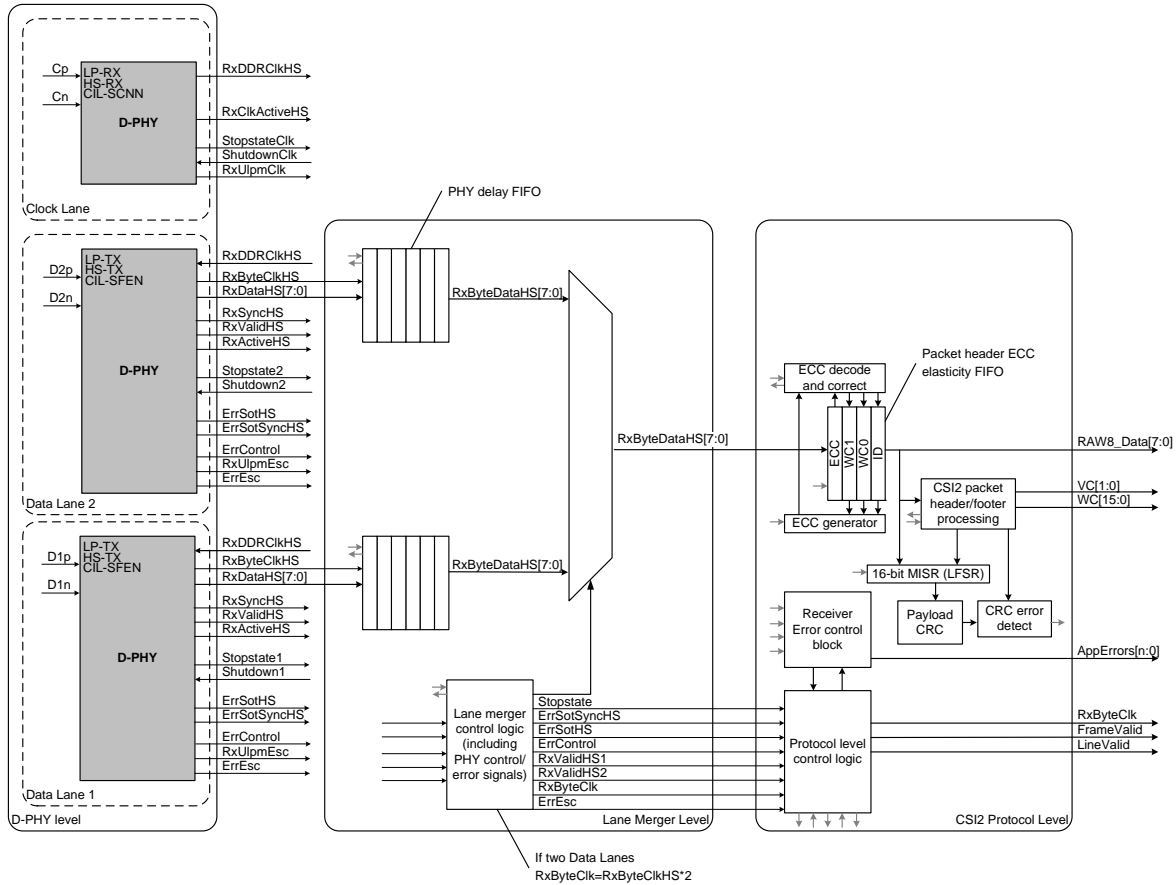 Cp
Cn
LP-RX
HS-RX
CIL-SCNN
D-PHY
RxDDRClkHS
RxClkActiveHS
StopstateClk
ShutdownClk
RxUlpmClk
Clock Lane
D2p
D2n
LP-TX
HS-TX
CIL-SFEN
D-PHY
RxDDRClkHS
RxByteClkHS
RxDataHS[7:0]
RxSyncHS
RxValidHS
RxActiveHS
Stopstate2
Shutdown2
ErrSotHS
ErrSotSyncHS
ErrControl
RxUlpmEsc
ErrEsc
Data Lane 2
D1p
D1n
LP-TX
HS-TX
CIL-SFEN
D-PHY
RxDDRClkHS
RxByteClkHS
RxDataHS[7:0]
RxSyncHS
RxValidHS
RxActiveHS
Stopstate1
Shutdown1
ErrSotHS
ErrSotSyncHS
ErrControl
RxUlpmEsc
ErrEsc
Data Lane 1
D-PHY level
PHY delay FIFO
RxByteDataHS[7:0]
RxByteDataHS[7:0]
RxByteDataHS[7:0]
Lane merger
control logic
(including
PHY control/
error signals)
Stopstate
ErrSotSyncHS
ErrSotHS
ErrControl
RxValidHS1
RxValidHS2
RxByteClk
ErrEsc
Lane Merger Level
If two Data Lanes
RxByteClk=RxByteClkHS*2
Packet header ECC
elasticity FIFO
ECC decode
and correct
ECC
WC1
WC0
ID
ECC generator
CSI2 packet
header/footer
processing
16-bit MISR (LFSR)
Payload
CRC
CRC error
detect
Receiver
Error control
block
Protocol level
control logic
CSI2 Protocol Level
RAW8_Data[7:0]
VC[1:0]
WC[15:0]
AppErrors[n:0]
RxByteClk
FrameValid
LineValid